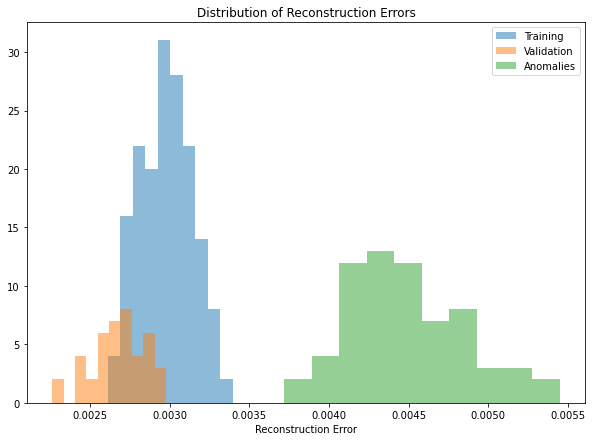 Distribution of Reconstruction Errors
Training
Validation
Anomalies
30
25
20
15
10
5
0
0.0025 0.0030 0.0035 0.0040 0.0045 0.0050 0.0055
Reconstruction Error